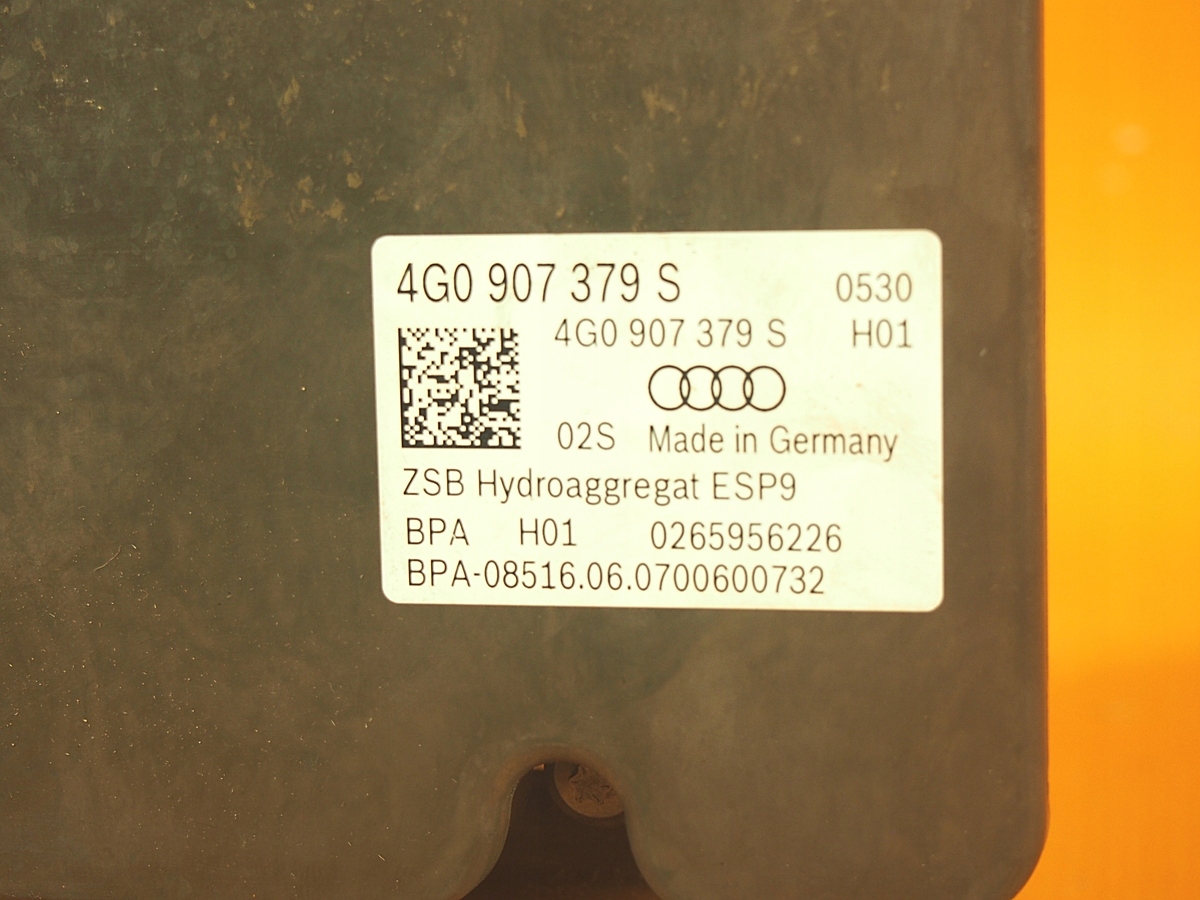 4G0 907 379 S 0530
4G0 907 379 S H01
02S Made in Germany
ZSB Hydroaggregat ESP9
BPA H01 0265956226
BPA-08516.06.0700600732